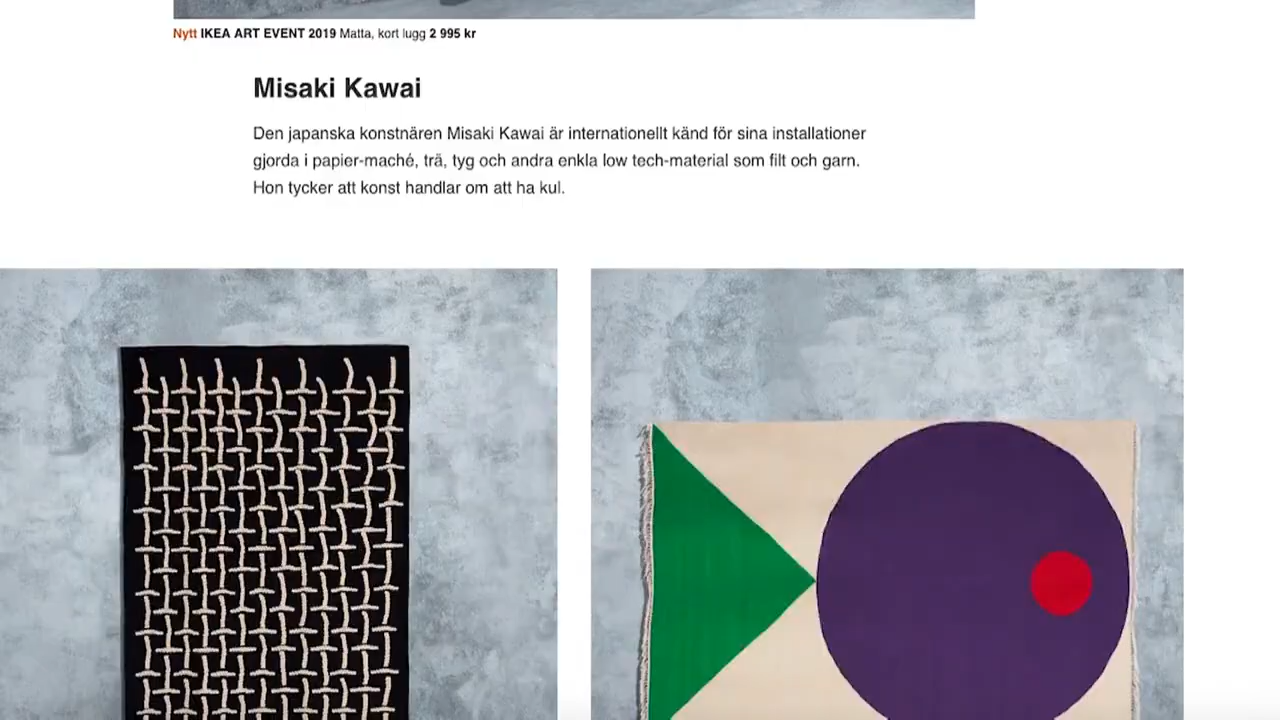 Nytt IKEA ART EVENT 2019 Matta, kort lugg 2 995 kr
Misaki Kawai
Den japanska konstnären Misaki Kawai är internationellt känd för sina installationer
gjorda i papier-maché, trä, tyg och andra enkla low tech-material som filt och garn.
Hon tycker att konst handlar om att ha kul.